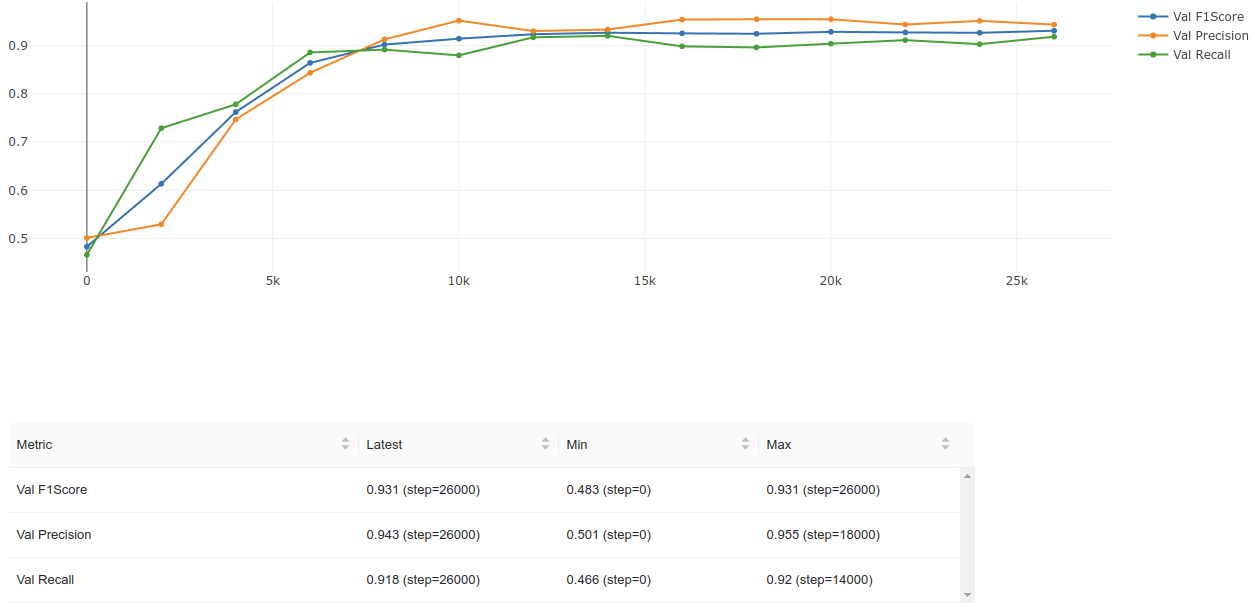 Val F1Score
Val Precision
Val Recall
0.9
0.8
0.7
0.6
0.5
0 5k 10k 15k 20k 25k
Metric Latest Min Max
Val F1Score 0.931 (step=26000) 0.483 (step=0) 0.931 (step=26000)
Val Precision 0.943 (step=26000) 0.501 (step=0) 0.955 (step=18000)
Val Recall 0.918 (step=26000) 0.466 (step=0) 0.92 (step=14000)